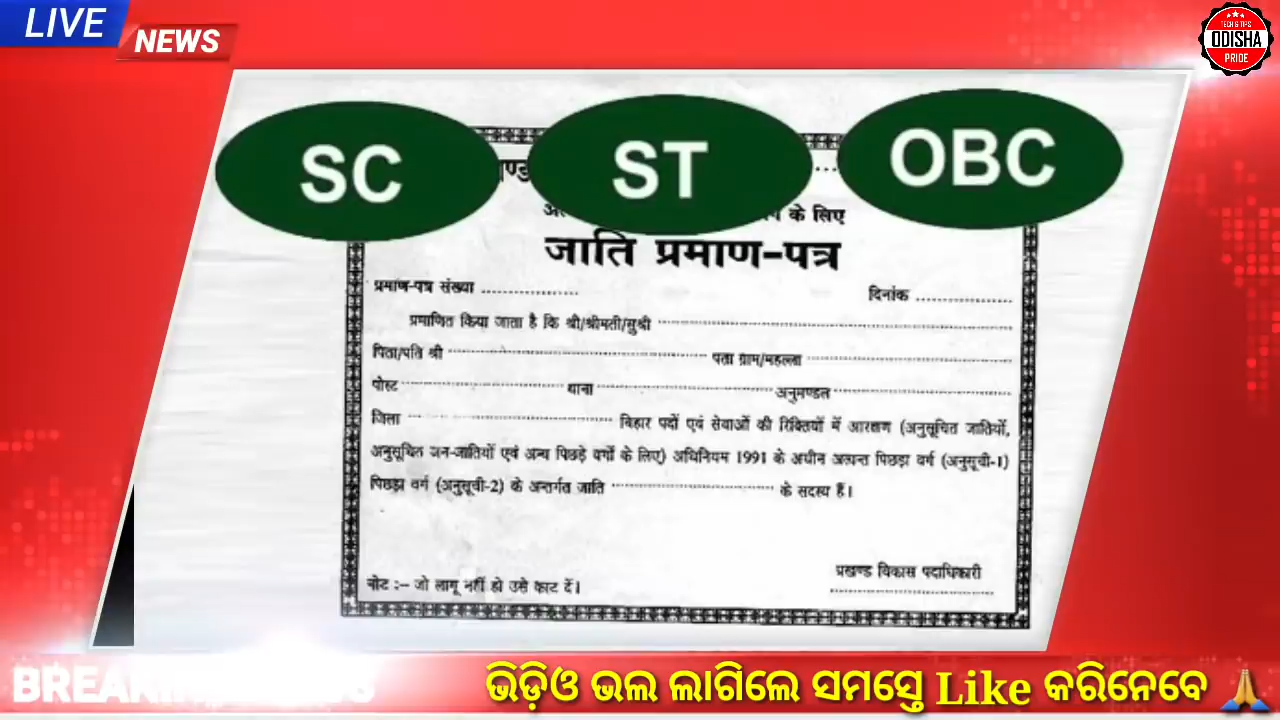 LIVE
NEWS
TECH & TIPS
ODISHA
PRIDE
SC
ST
OBC
के लिए
जाति प्रमाण-पत्र
प्रमाण-पत्र संख्या ....................
दिनांक ....................
प्रमाणित किया जाता है कि श्री/श्रीमती/सुश्री ....................
पिता/पति श्री .................... पता ग्राम/महल्ला ....................
पोस्ट .................... थाना .................... अनुमण्डल ....................
जिला .................... विहार पदों एवं सेवाओं की रिक्तियों में आरक्षण (अनुसूचित जातियों,
अनुसूचित जन-जातियों एवं अन्य पिछड़े वर्गों के लिए) अधिनियम 1991 के अधीन अत्यन्त पिछड़ा वर्ग (अनुसूची-1)
पिछड़ा वर्ग (अनुसूची-2) के अन्तर्गत जाति .................... के सदस्य हैं।
प्रखण्ड विकास पदाधिकारी
नोट :– जो लागू नहीं हो उसे काट दें।
ଭିଡ଼ିଓ ଭଲ ଲାଗିଲେ ସମସ୍ତେ Like କରିନେବେ 🙏